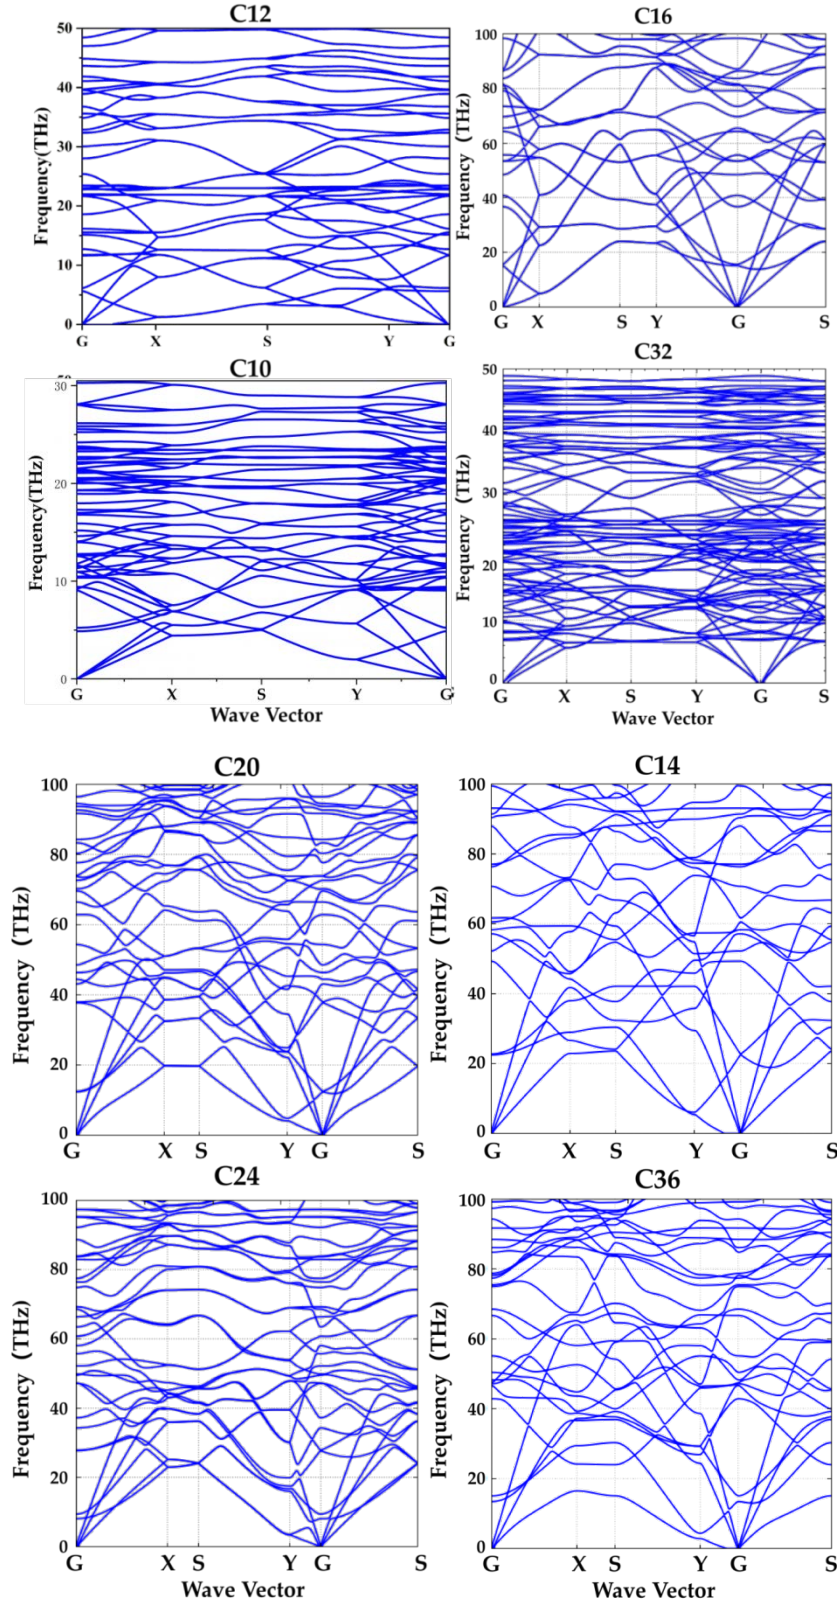 C12
50
40
30
20
10
0
Frequency(THz)
G X S Y G
C16
100
80
60
40
20
0
Frequency (THz)
G X S Y G S
C10
30
20
10
0
Frequency(THz)
G X S Y G
Wave Vector
C32
50
40
30
20
10
0
Frequency (THz)
G X S Y G S
Wave Vector
C20
100
80
60
40
20
0
Frequency (THz)
G X S Y G S
C14
100
80
60
40
20
0
Frequency (THz)
G X S Y G S
C24
100
80
60
40
20
0
Frequency (THz)
G X S Y G S
Wave Vector
C36
100
80
60
40
20
0
Frequency (THz)
G X S Y G S
Wave Vector